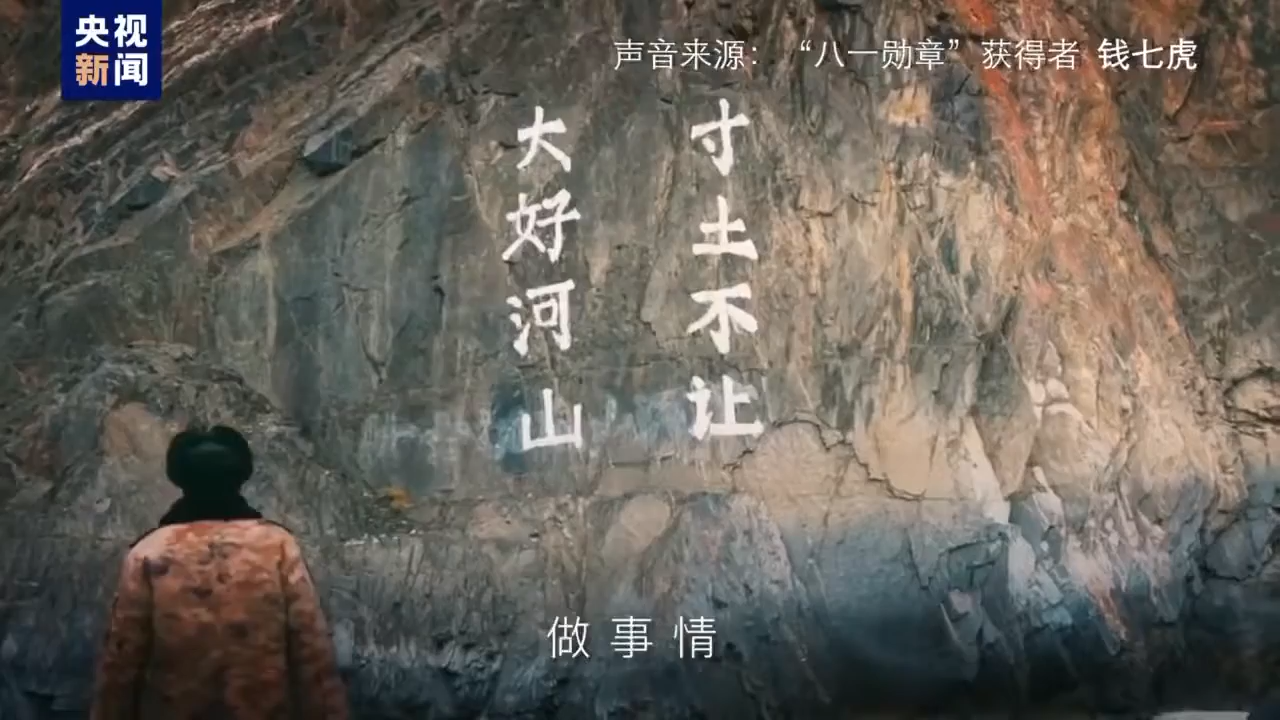 央视
新闻
声音来源：“八一勋章”获得者 钱七虎
大好河山
寸土不让
做事情